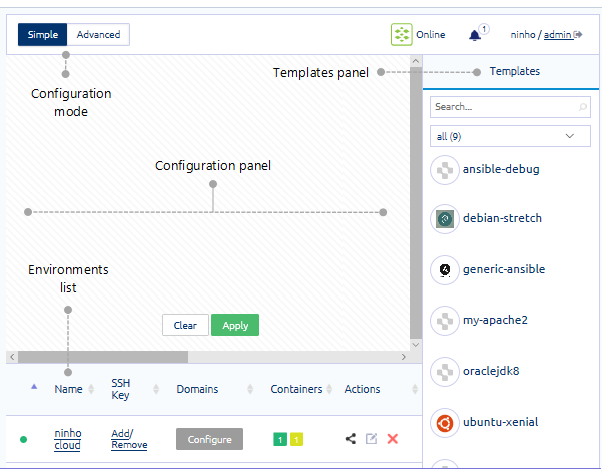 Simple Advanced Online 1 ninho / admin
Templates panel Templates
Configuration
mode
Search...
all (9)
Configuration panel
ansible-debug
debian-stretch
generic-ansible
my-apache2
oraclejdk8
ubuntu-xenial
Environments
list
Clear Apply
Name SSH
Key Domains Containers Actions
ninho
cloud Add/
Remove Configure 1 1